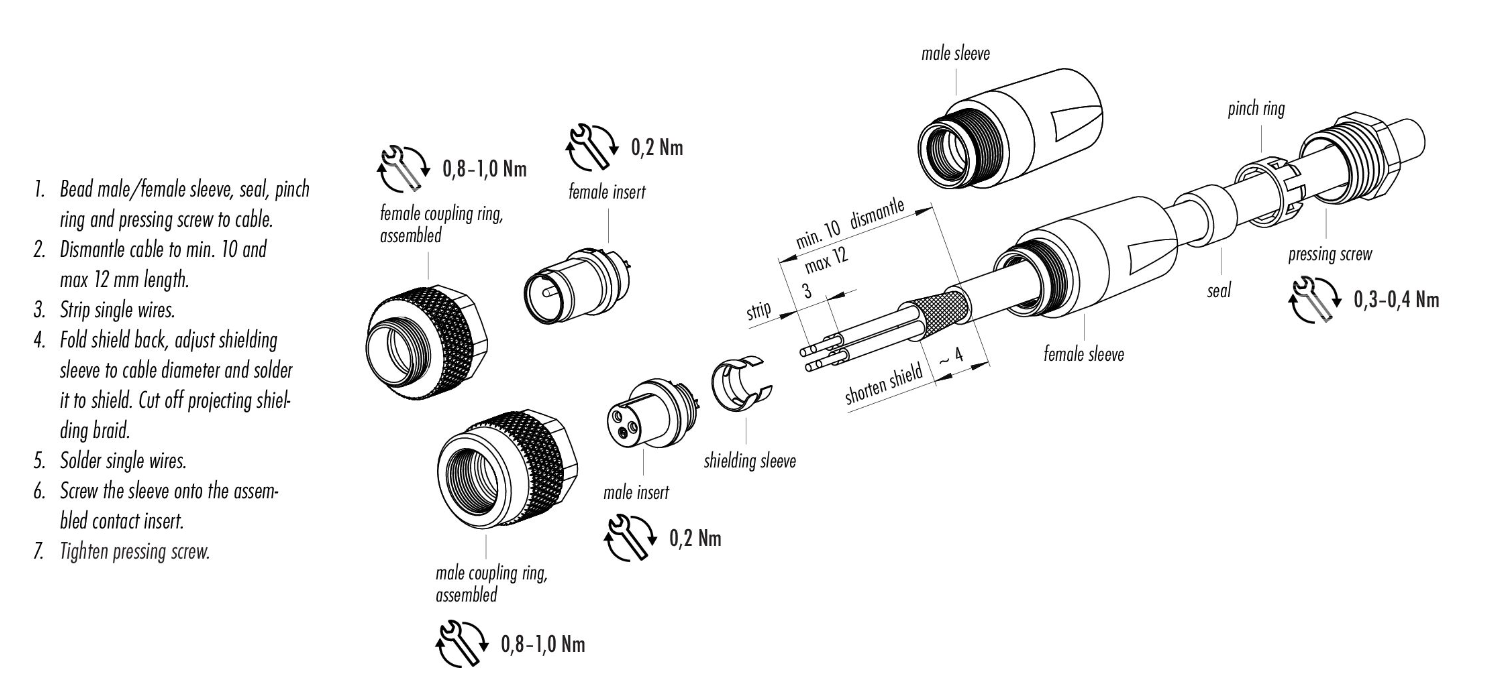 1. Bead male/female sleeve, seal, pinch
ring and pressing screw to cable.
2. Dismantle cable to min. 10 and
max 12 mm length.
3. Strip single wires.
4. Fold shield back, adjust shielding
sleeve to cable diameter and solder
it to shield. Cut off projecting shiel-
ding braid.
5. Solder single wires.
6. Screw the sleeve onto the assem-
bled contact insert.
7. Tighten pressing screw.
0,8–1,0 Nm
female coupling ring,
assembled
0,2 Nm
female insert
male sleeve
pinch ring
min. 10 dismantle
max 12
3
strip
shorten shield
~ 4
female sleeve
seal
pressing screw
0,3–0,4 Nm
shielding sleeve
male insert
0,2 Nm
male coupling ring,
assembled
0,8–1,0 Nm